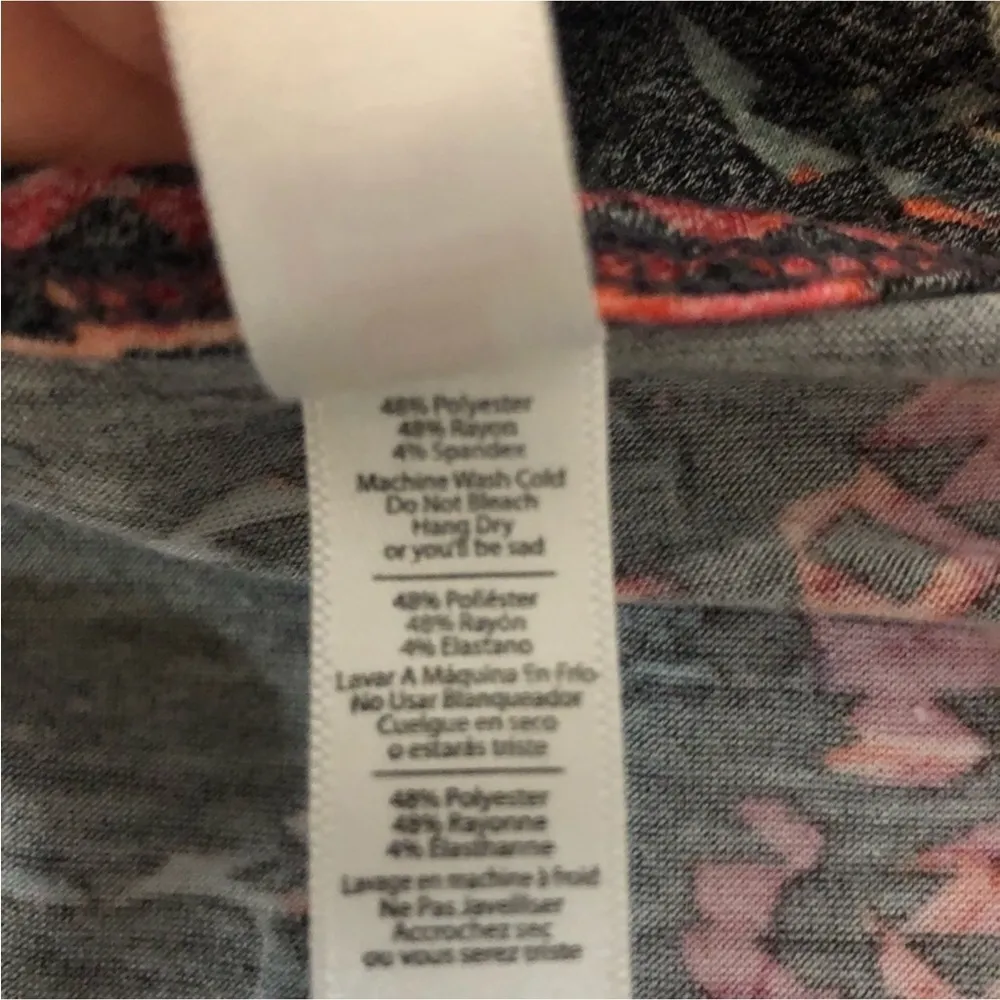 48% Polyester
48% Rayon
4% Spandex
Machine Wash Cold
Do Not Bleach
Hang Dry
or you'll be sad
48% Poliéster
48% Rayón
4% Elastano
Lavar A Máquina En Frío
No Usar Blanqueador
Cuelgue en seco
o estarás triste
48% Polyester
48% Rayonne
4% Élasthanne
Lavage en machine à froid
Ne Pas Javelliser
Accrochez sec
ou vous serez triste